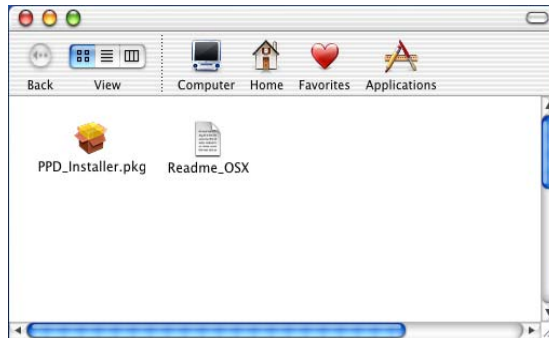 Back View Computer Home Favorites Applications
PPD_Installer.pkg Readme_OSX